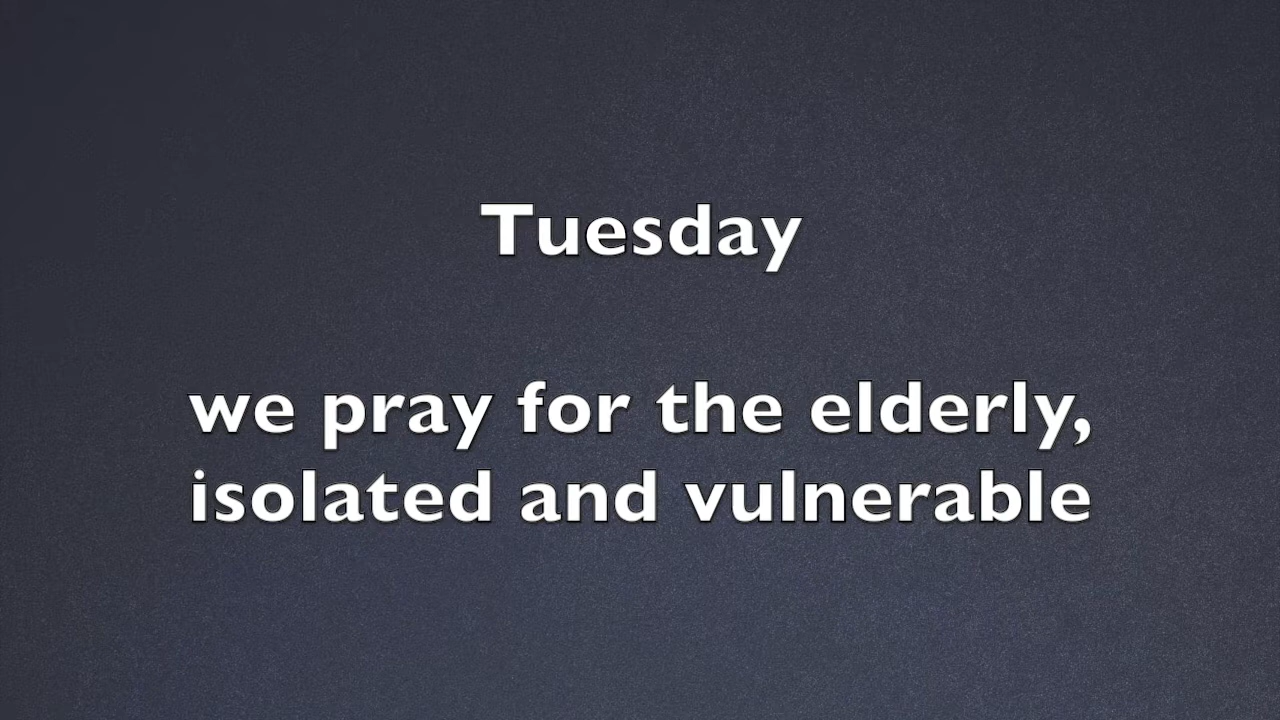 Tuesday
we pray for the elderly,
isolated and vulnerable